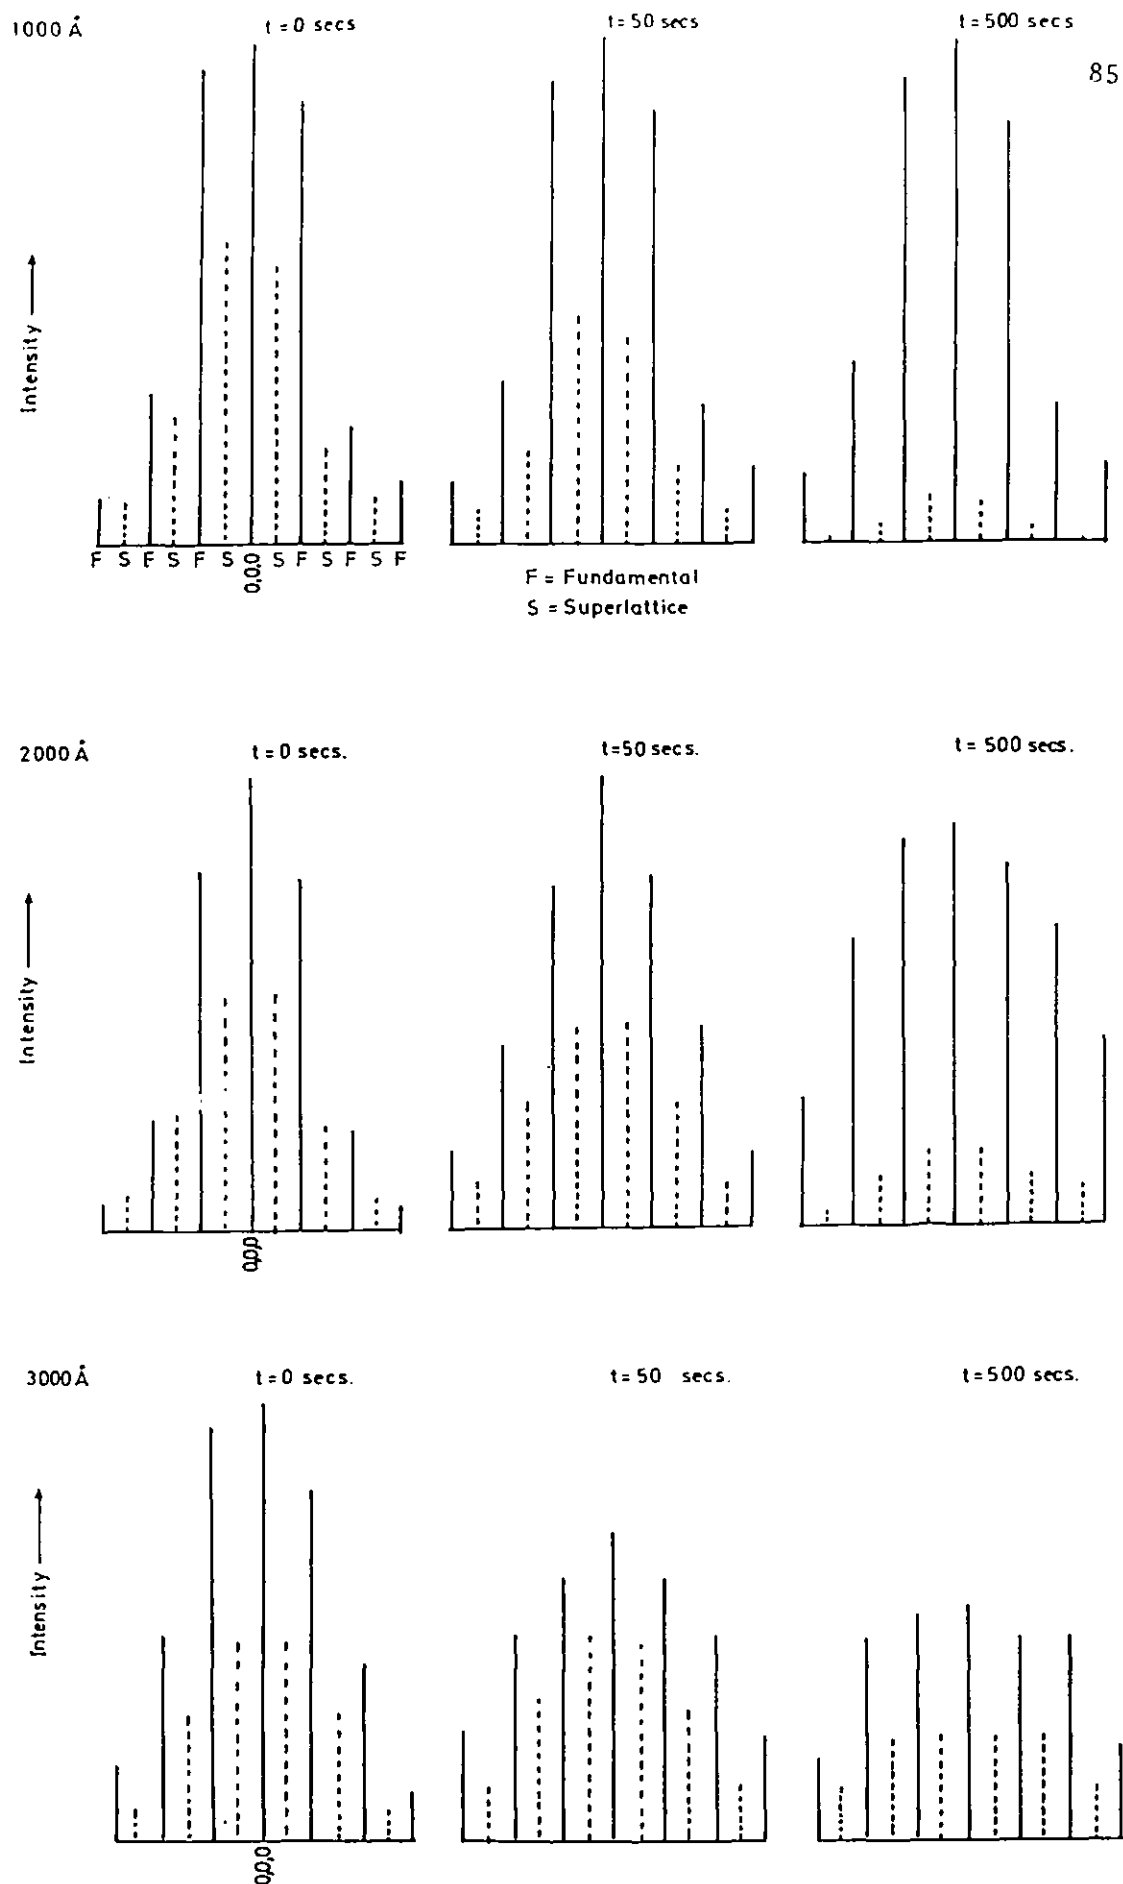 1000 Å
t = 0 secs
t = 50 secs
t = 500 secs
85
Intensity
F S F S F S 0,0,0 S F S F S F
F = Fundamental
S = Superlattice
2000 Å
t = 0 secs.
t=50 secs.
t = 500 secs.
Intensity
0,0,0
3000 Å
t=0 secs.
t=50 secs.
t=500 secs.
Intensity
0,0,0